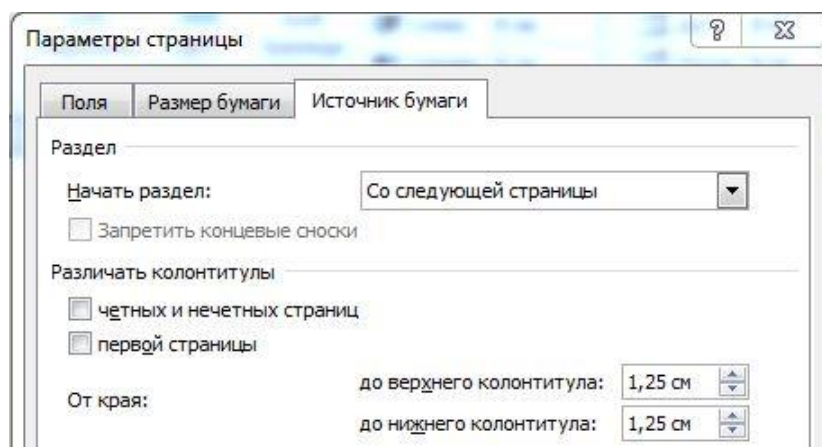 Параметры страницы
Поля Размер бумаги Источник бумаги
Раздел
Начать раздел: Со следующей страницы
Запретить концевые сноски
Различать колонтитулы
четных и нечетных страниц
первой страницы
От края: до верхнего колонтитула: 1,25 см
до нижнего колонтитула: 1,25 см